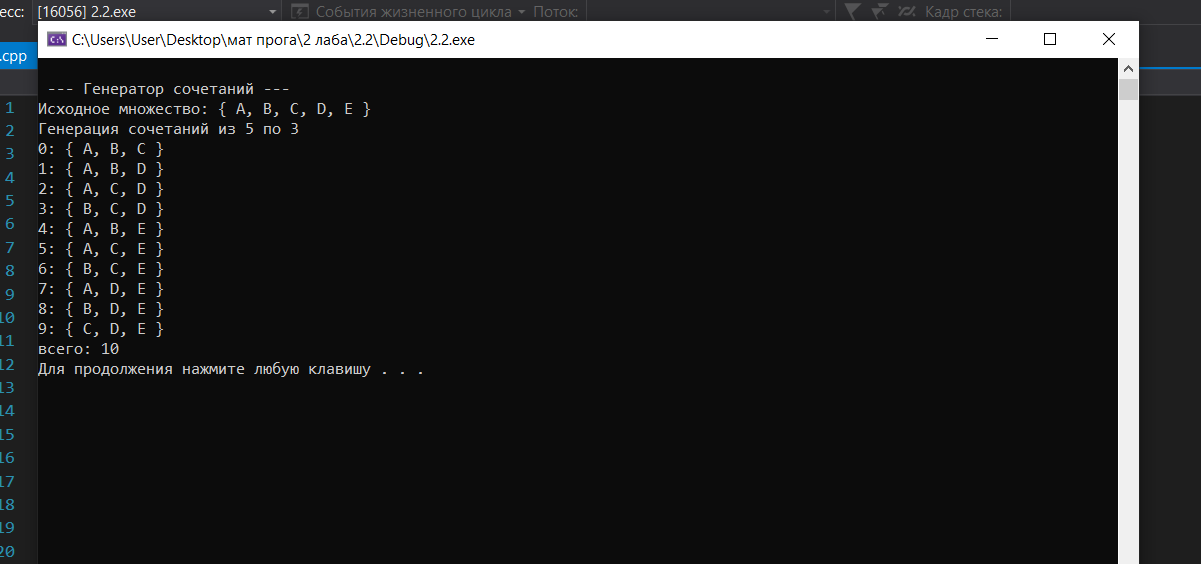 есс: [16056] 2.2.exe События жизненного цикла Поток: Кадр стека:
C:\Users\User\Desktop\мат прога\2 лаба\2.2\Debug\2.2.exe
.cpp
--- Генератор сочетаний ---
1 Исходное множество: { A, B, C, D, E }
2 Генерация сочетаний из 5 по 3
3 0: { A, B, C }
4 1: { A, B, D }
5 2: { A, C, D }
6 3: { B, C, D }
7 4: { A, B, E }
5: { A, C, E }
8 6: { B, C, E }
9 7: { A, D, E }
10 8: { B, D, E }
11 9: { C, D, E }
12 всего: 10
13 Для продолжения нажмите любую клавишу . . .
14
15
16
17
18
19
20